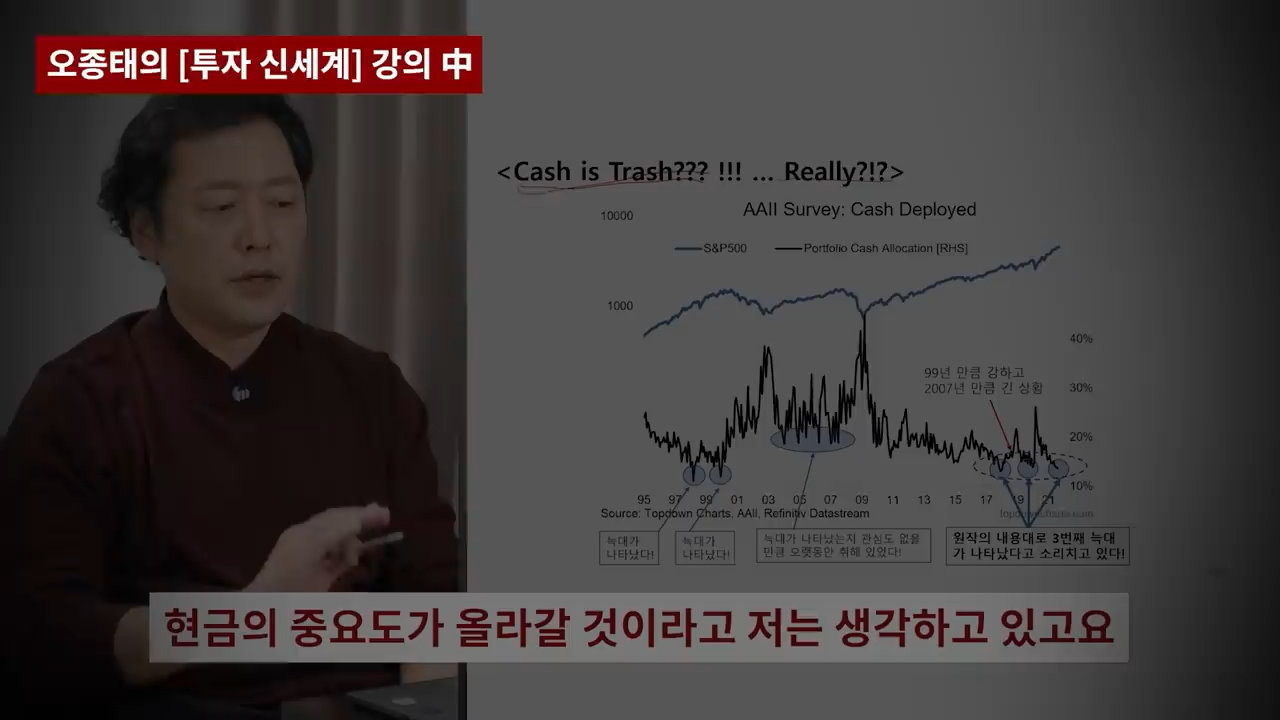 오종태의 [투자 신세계] 강의 中
<Cash is Trash??? !!! ... Really?!?>
AAII Survey: Cash Deployed
10000
S&P500
Portfolio Cash Allocation [RHS]
1000
40%
99년 만큼 강하고
2007년 만큼 긴 상황
30%
20%
10%
95 97 99 01 03 05 07 09 11 13 15 17 19 21
Source: Topdown Charts, AAII, Refinitiv Datastream
늑대가
나타났다!
늑대가
나타났다!
늑대가 나타났는지 관심도 없을
만큼 오랫동안 취해 있었다!
원작의 내용대로 3번째 늑대
가 나타났다고 소리치고 있다!
현금의 중요도가 올라갈 것이라고 저는 생각하고 있고요